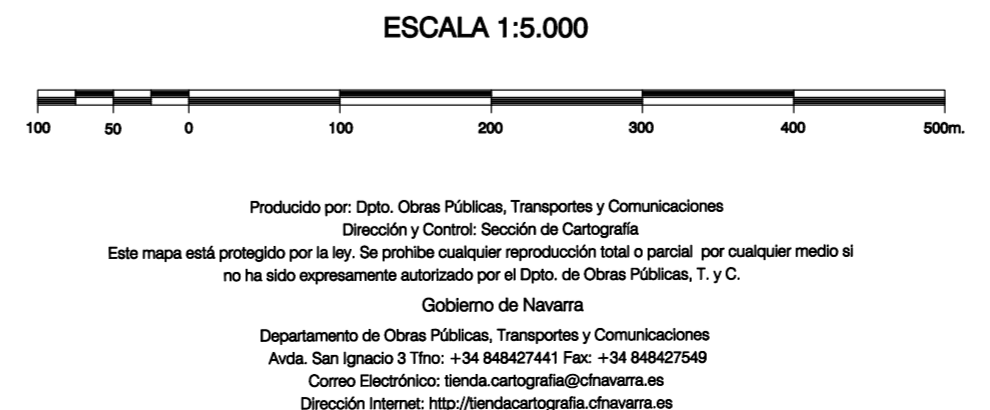 ESCALA 1:5.000
100 50 0 100 200 300 400 500m.
Producido por: Dpto. Obras Públicas, Transportes y Comunicaciones
Dirección y Control: Sección de Cartografía
Este mapa está protegido por la ley. Se prohibe cualquier reproducción total o parcial por cualquier medio si
no ha sido expresamente autorizado por el Dpto. de Obras Públicas, T. y C.
Gobierno de Navarra
Departamento de Obras Públicas, Transportes y Comunicaciones
Avda. San Ignacio 3 Tfno: +34 848427441 Fax: +34 848427549
Correo Electrónico: tienda.cartografia@cfnavarra.es
Dirección Internet: http://tiendacartografia.cfnavarra.es